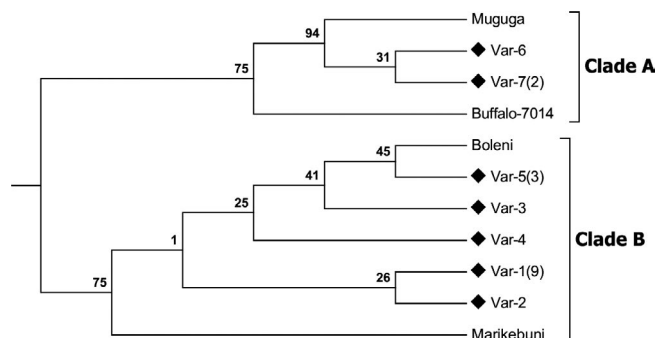 Muguga
94
◆ Var-6
31
75
◆ Var-7(2)
Clade A
Buffalo-7014
Boleni
45
◆ Var-5(3)
41
◆ Var-3
25
◆ Var-4
Clade B
1
◆ Var-1(9)
26
75
◆ Var-2
Marikebuni